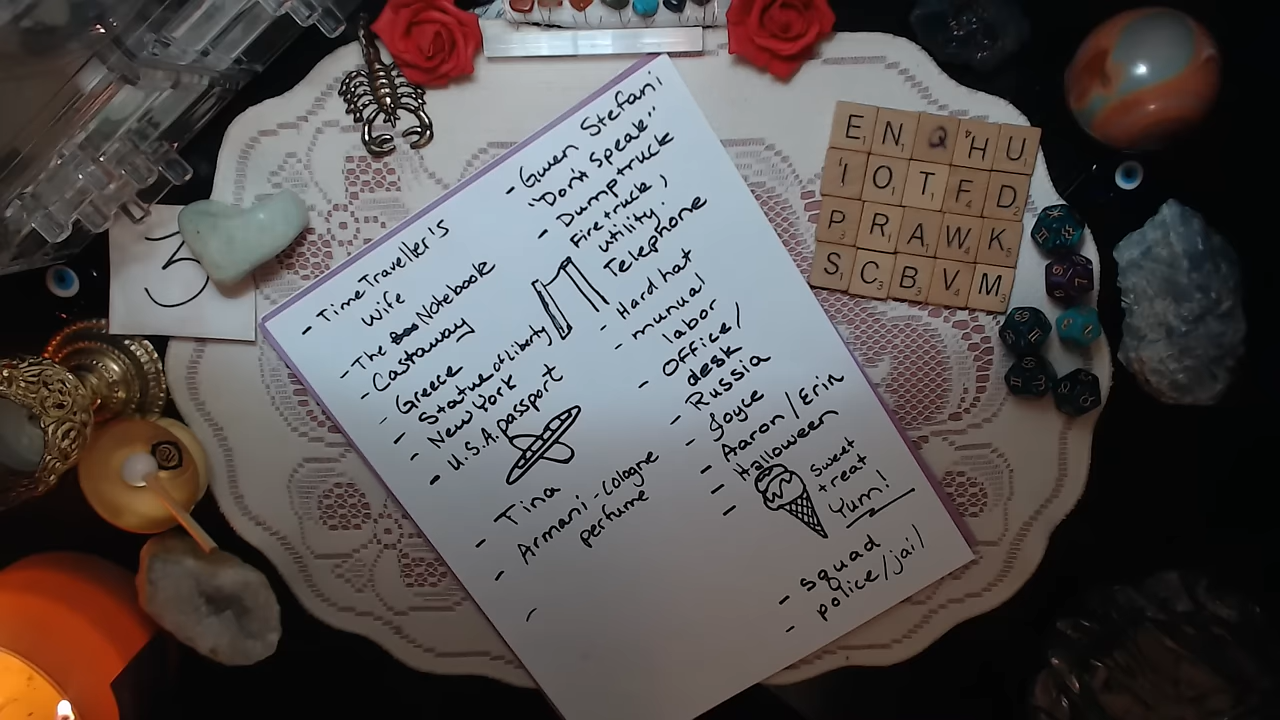 3
- Time Traveller's
Wife
- The Notebook
- Castaway
- Greece
- Statue of Liberty
- New York
- U.S.A. passport
- Tina
- Armani - cologne
perfume
-
- Gwen Stefani
"Don't Speak"
- Dumptruck
Firetruck,
utility.
Telephone
- Hard hat
- munual
labor
- Office/
desk
- Russia
- Joyce
- Aaron/Erin
- Halloween
- Sweet
treat
Yum!
- squad
- police/jail
E N Q H U
I O T F D
P R A W K
S C B V M